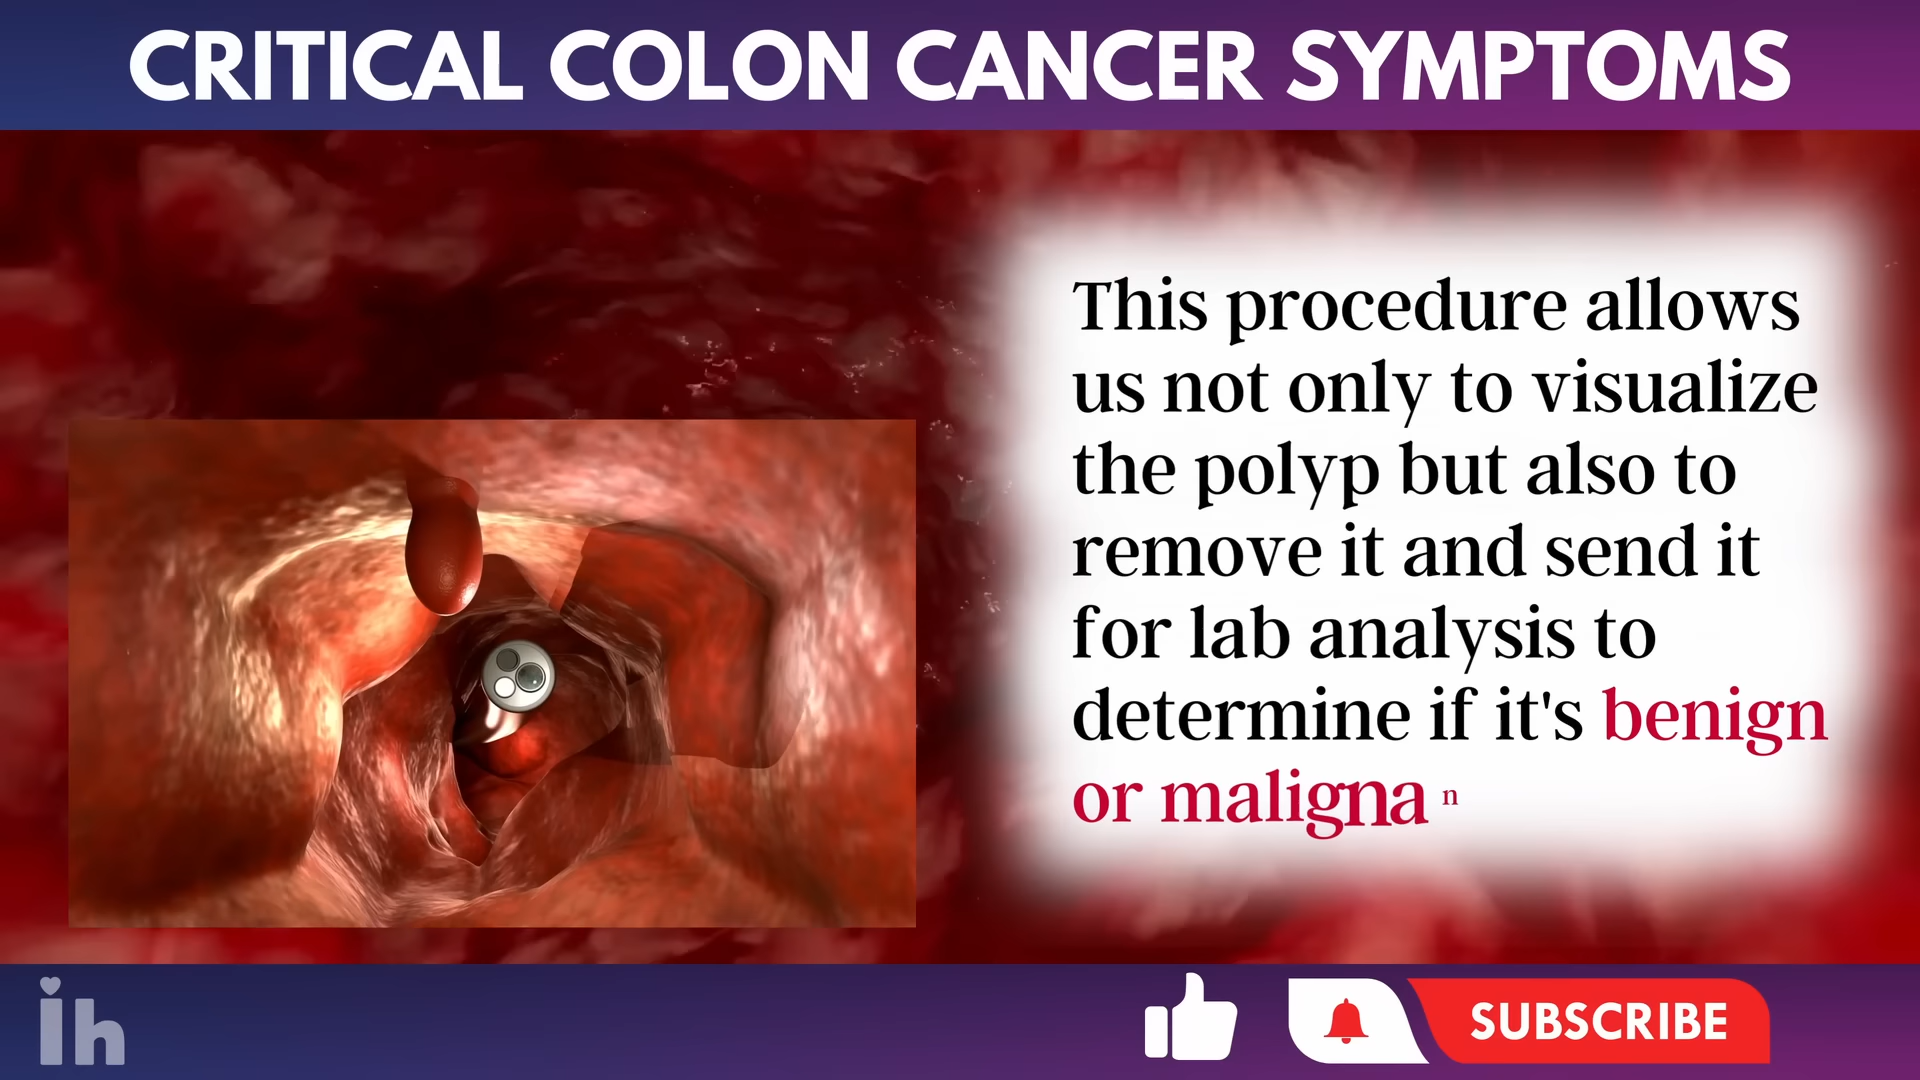 CRITICAL COLON CANCER SYMPTOMS
This procedure allows
us not only to visualize
the polyp but also to
remove it and send it
for lab analysis to
determine if it's benign
or malignan
ih
SUBSCRIBE